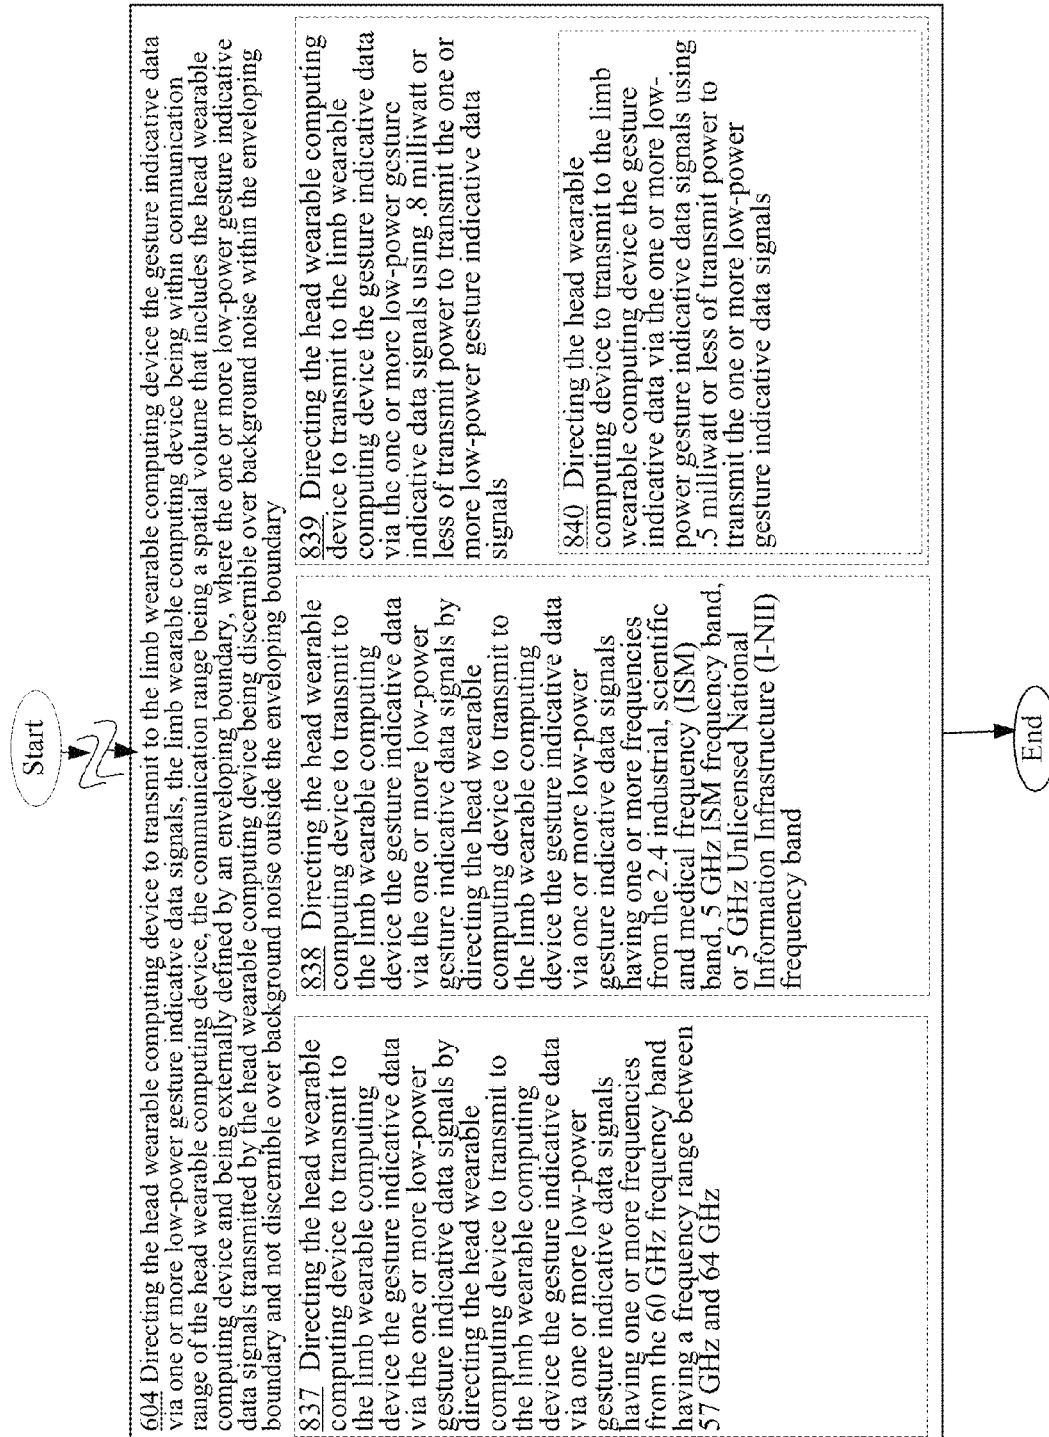 Start
604 Directing the head wearable computing device to transmit to the limb wearable computing device the gesture indicative data
via one or more low-power gesture indicative data signals, the limb wearable computing device being within communication
range of the head wearable computing device, the communication range being a spatial volume that includes the head wearable
computing device and being externally defined by an enveloping boundary, where the one or more low-power gesture indicative
data signals transmitted by the head wearable computing device being discernible over background noise within the enveloping
boundary and not discernible over background noise outside the enveloping boundary
837 Directing the head wearable
computing device to transmit to
the limb wearable computing
device the gesture indicative data
via the one or more low-power
gesture indicative data signals by
directing the head wearable
computing device to transmit to
the limb wearable computing
device the gesture indicative data
via one or more low-power
gesture indicative data signals
having one or more frequencies
from the 60 GHz frequency band
having a frequency range between
57 GHz and 64 GHz
838 Directing the head wearable
computing device to transmit to
the limb wearable computing
device the gesture indicative data
via the one or more low-power
gesture indicative data signals by
directing the head wearable
computing device to transmit to
the limb wearable computing
device the gesture indicative data
via one or more low-power
gesture indicative data signals
having one or more frequencies
from the 2.4 industrial, scientific
and medical frequency (ISM)
band, 5 GHz ISM frequency band,
or 5 GHz Unlicensed National
Information Infrastructure (I-NII)
frequency band
839 Directing the head wearable computing
device to transmit to the limb wearable
computing device the gesture indicative data
via the one or more low-power gesture
indicative data signals using .8 milliwatt or
less of transmit power to transmit the one or
more low-power gesture indicative data
signals
840 Directing the head wearable
computing device to transmit to the limb
wearable computing device the gesture
indicative data via the one or more low-
power gesture indicative data signals using
.5 milliwatt or less of transmit power to
transmit the one or more low-power
gesture indicative data signals
End